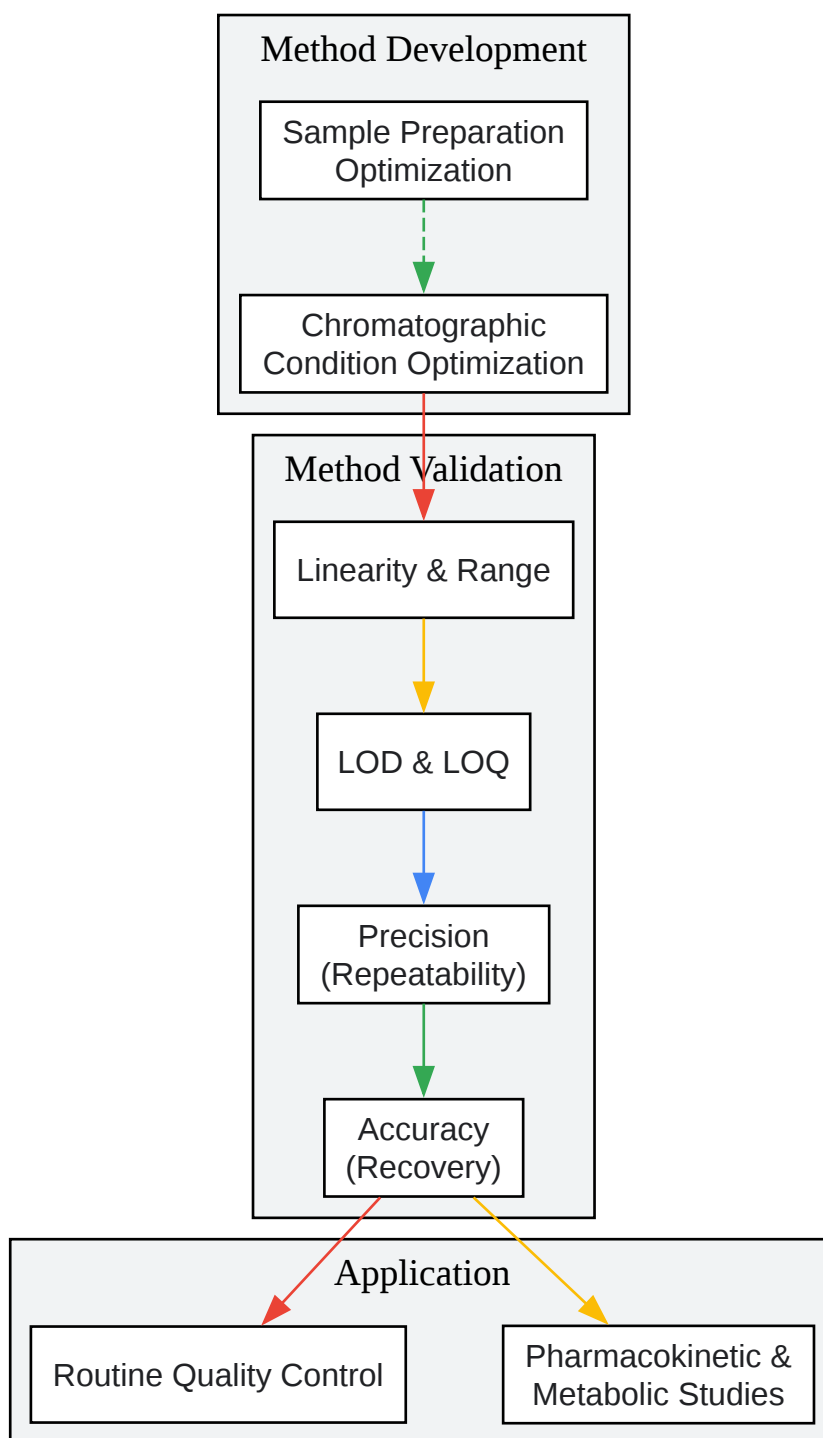 Method Development
Sample Preparation
Optimization
Chromatographic
Condition Optimization
Method Validation
Linearity & Range
LOD & LOQ
Precision
(Repeatability)
Accuracy
(Recovery)
Application
Routine Quality Control
Pharmacokinetic &
Metabolic Studies